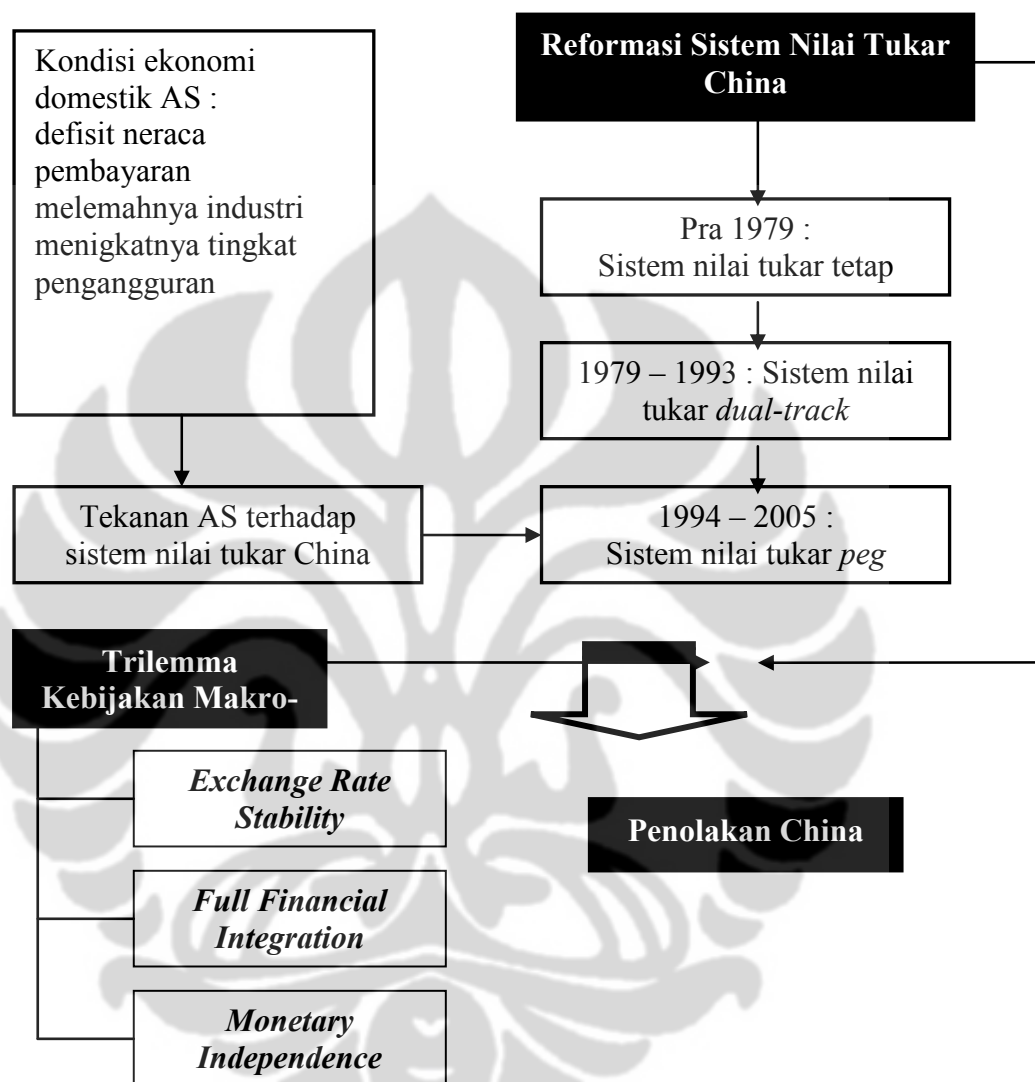 Kondisi ekonomi
domestik AS :
defisit neraca
pembayaran
melemahnya industri
menigkatnya tingkat
pengangguran
Reformasi Sistem Nilai Tukar
China
Pra 1979 :
Sistem nilai tukar tetap
1979 – 1993 : Sistem nilai
tukar dual-track
Tekanan AS terhadap
sistem nilai tukar China
1994 – 2005 :
Sistem nilai tukar peg
Trilemma
Kebijakan Makro-
Exchange Rate
Stability
Penolakan China
Full Financial
Integration
Monetary
Independence